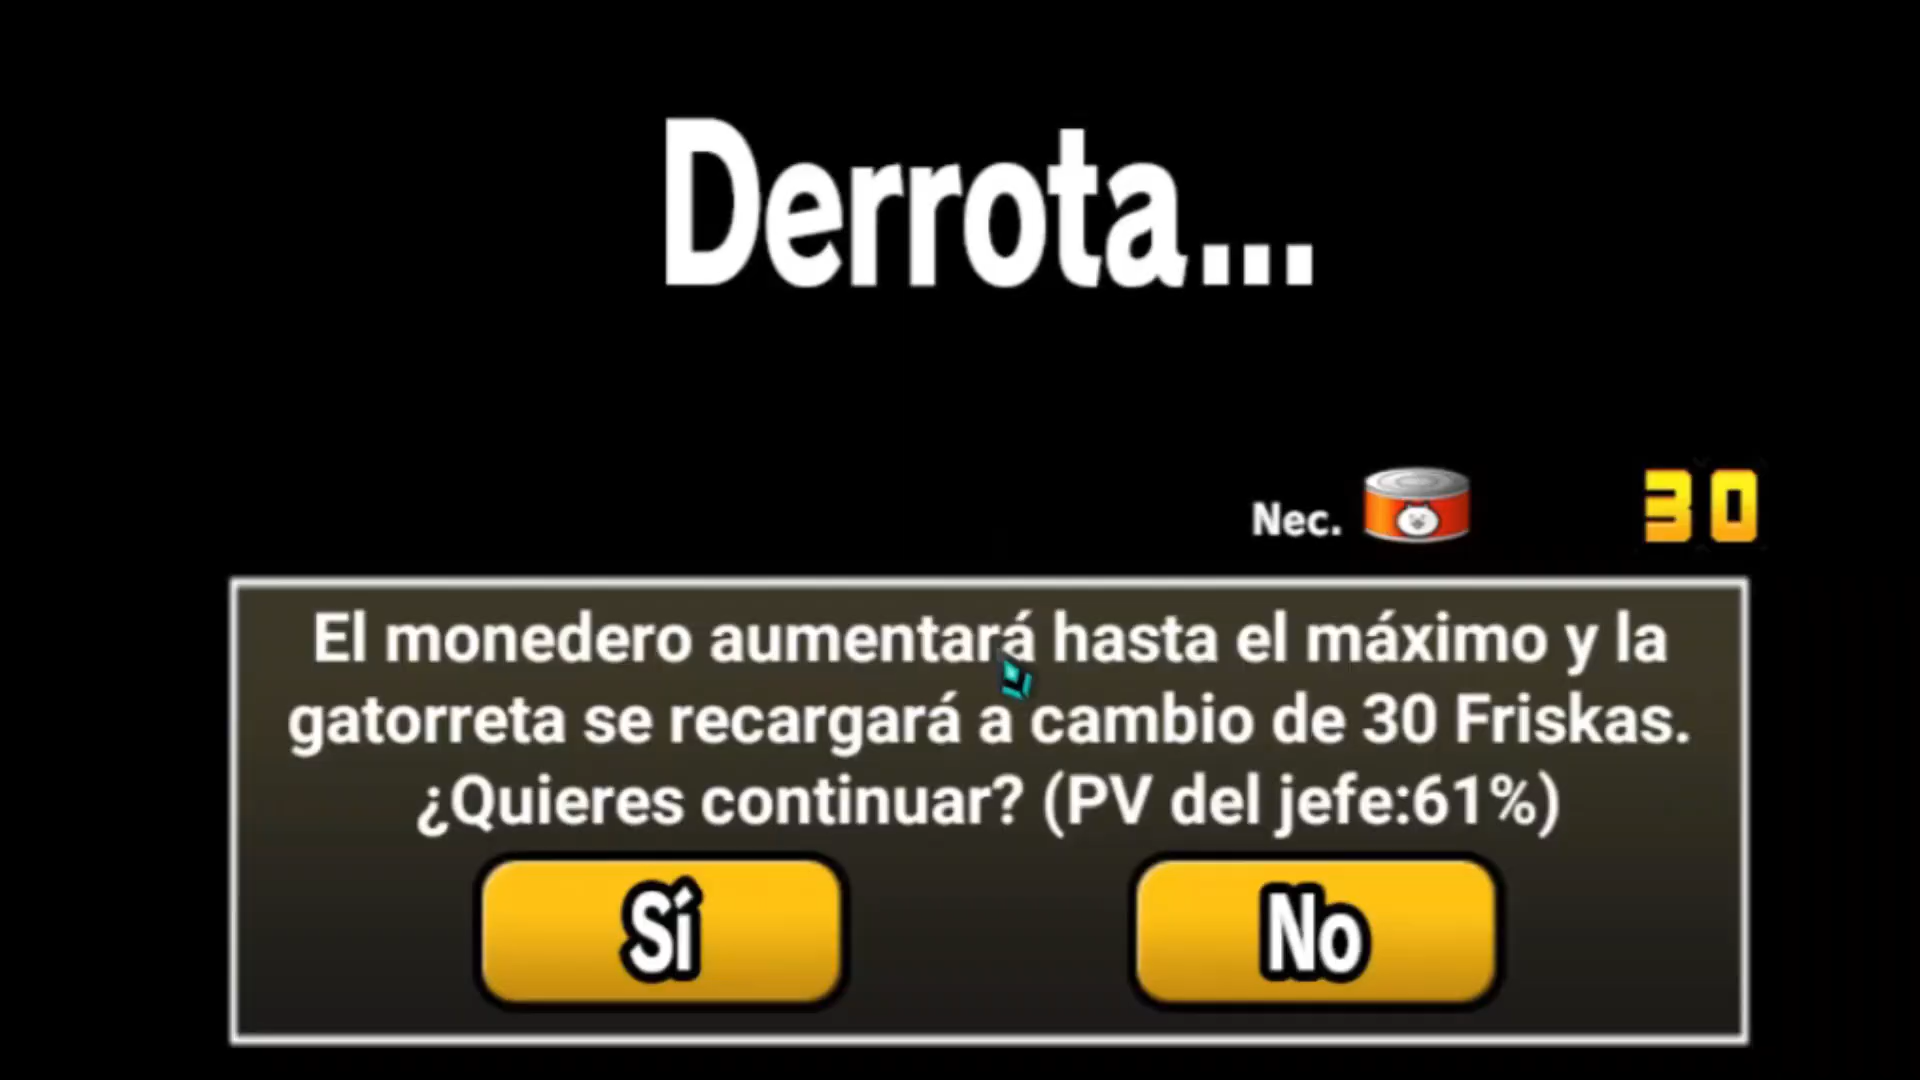 Derrota...
Nec. 30
El monedero aumentará hasta el máximo y la
gatorreta se recargará a cambio de 30 Friskas.
¿Quieres continuar? (PV del jefe:61%)
Sí No